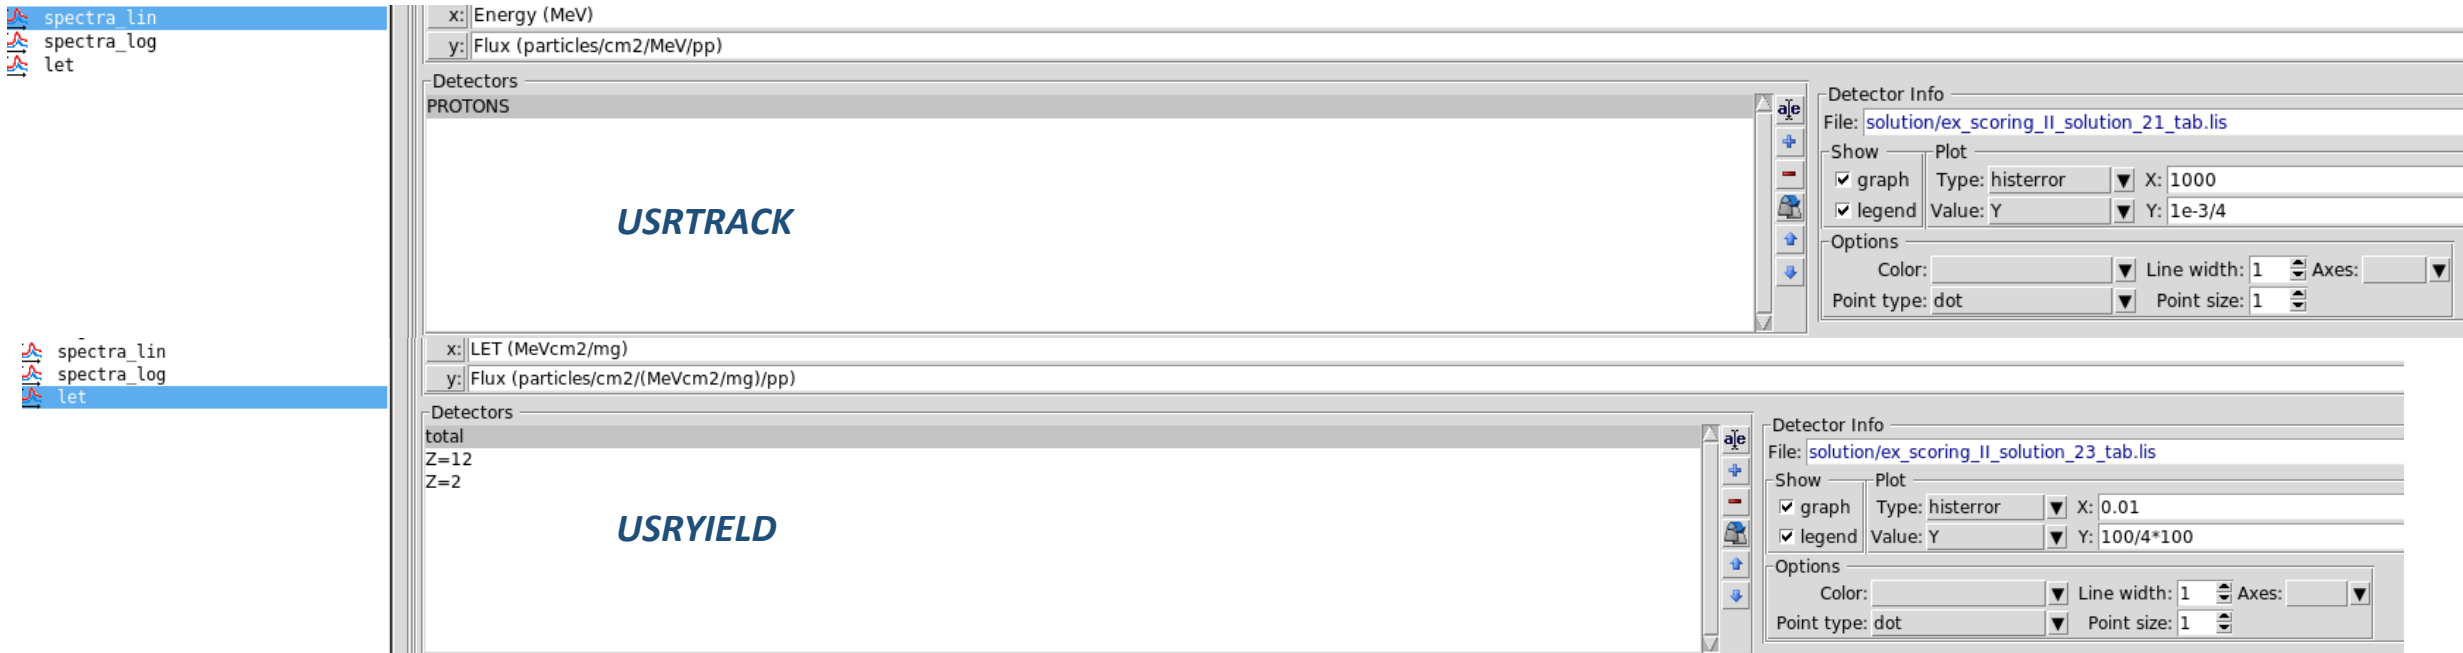 spectra_lin
spectra_log
let
x: Energy (MeV)
y: Flux (particles/cm2/MeV/pp)
Detectors
PROTONS
USRTRACK
Detector Info
File: solution/ex_scoring_II_solution_21_tab.lis
Show Plot
graph Type: histerror X: 1000
legend Value: Y Y: 1e-3/4
Options
Color: Line width: 1 Axes:
Point type: dot Point size: 1
spectra_lin
spectra_log
let
x: LET (MeVcm2/mg)
y: Flux (particles/cm2/(MeVcm2/mg)/pp)
Detectors
total
Z=12
Z=2
USRYIELD
Detector Info
File: solution/ex_scoring_II_solution_23_tab.lis
Show Plot
graph Type: histerror X: 0.01
legend Value: Y Y: 100/4*100
Options
Color: Line width: 1 Axes:
Point type: dot Point size: 1